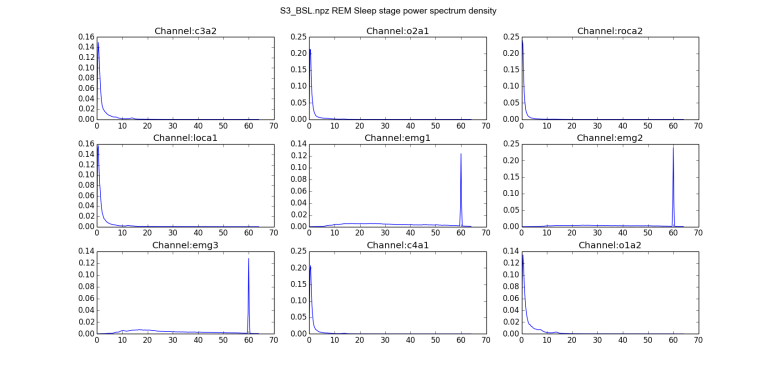 S3_BSL.npz REM Sleep stage power spectrum density
Channel:c3a2 Channel:o2a1 Channel:roca2
0.16 0.14 0.12 0.10 0.08 0.06 0.04 0.02 0.00
0 10 20 30 40 50 60 70
0.25 0.20 0.15 0.10 0.05 0.00
0 10 20 30 40 50 60 70
0.25 0.20 0.15 0.10 0.05 0.00
0 10 20 30 40 50 60 70
Channel:loca1 Channel:emg1 Channel:emg2
0.16 0.14 0.12 0.10 0.08 0.06 0.04 0.02 0.00
0 10 20 30 40 50 60 70
0.14 0.12 0.10 0.08 0.06 0.04 0.02 0.00
0 10 20 30 40 50 60 70
0.25 0.20 0.15 0.10 0.05 0.00
0 10 20 30 40 50 60 70
Channel:emg3 Channel:c4a1 Channel:o1a2
0.14 0.12 0.10 0.08 0.06 0.04 0.02 0.00
0 10 20 30 40 50 60 70
0.25 0.20 0.15 0.10 0.05 0.00
0 10 20 30 40 50 60 70
0.14 0.12 0.10 0.08 0.06 0.04 0.02 0.00
0 10 20 30 40 50 60 70